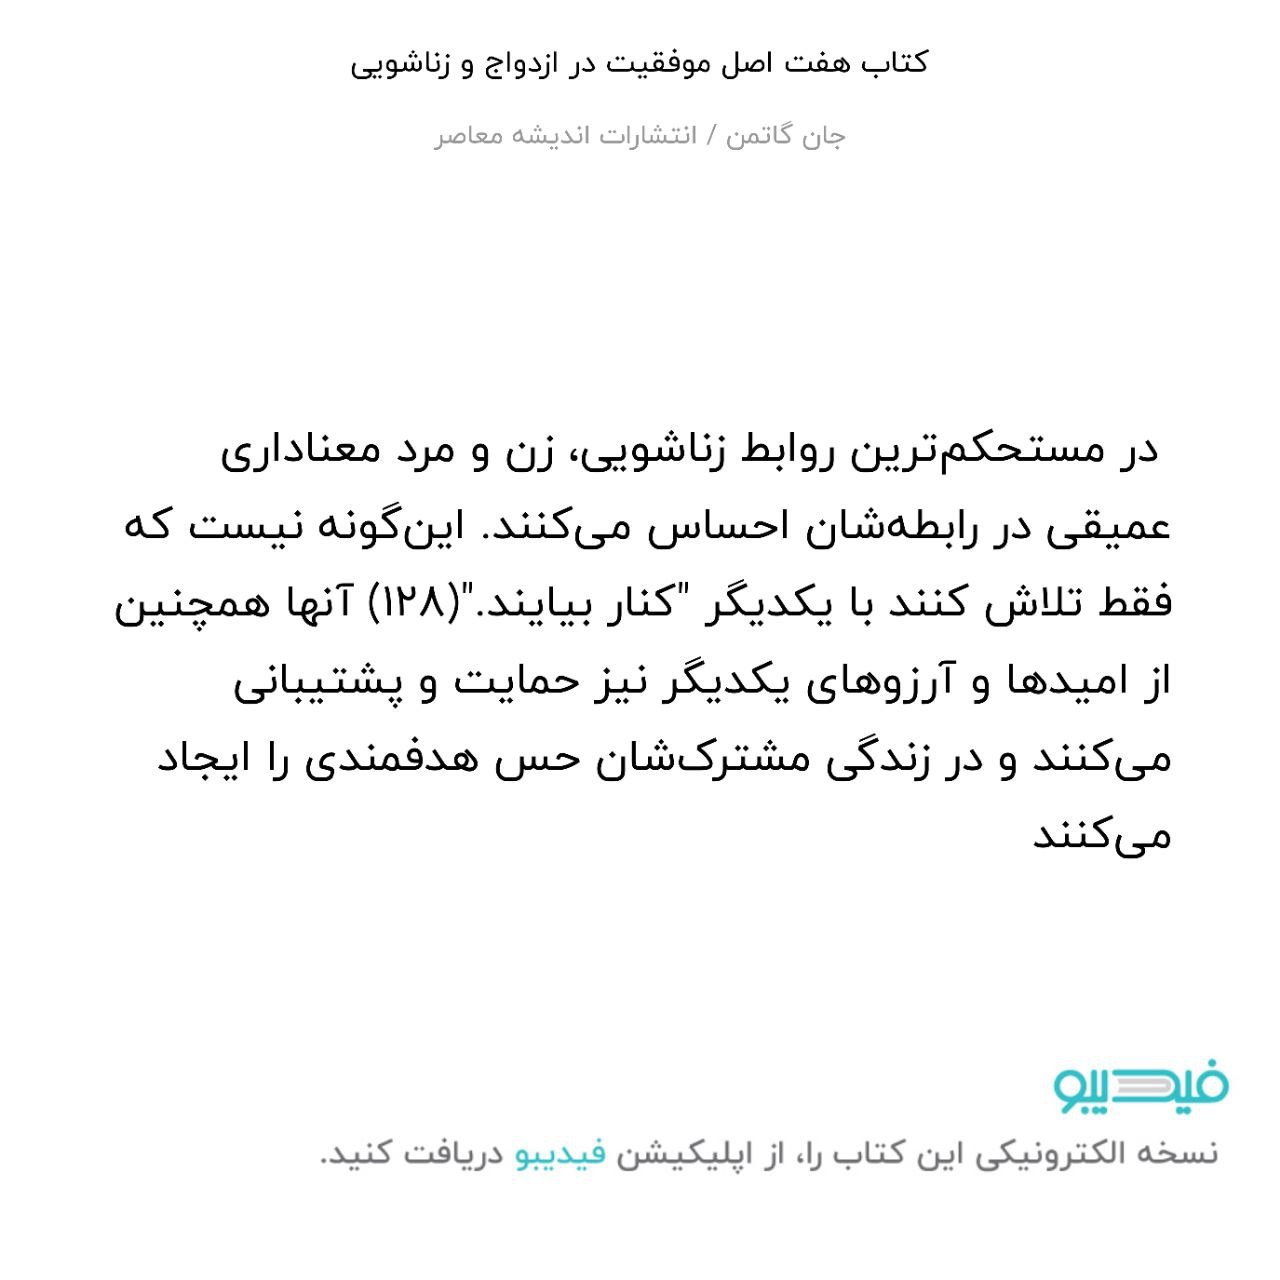 کتاب هفت اصل موفقیت در ازدواج و زناشویی
جان گاتمن / انتشارات اندیشه معاصر
در مستحکم‌ترین روابط زناشویی، زن و مرد معناداری
عمیقی در رابطه‌شان احساس می‌کنند. این‌گونه نیست که
فقط تلاش کنند با یکدیگر "کنار بیایند."(۱۲۸) آنها همچنین
از امیدها و آرزوهای یکدیگر نیز حمایت و پشتیبانی
می‌کنند و در زندگی مشترک‌شان حس هدفمندی را ایجاد
می‌کنند
فیدیبو
نسخه الکترونیکی این کتاب را، از اپلیکیشن فیدیبو دریافت کنید.